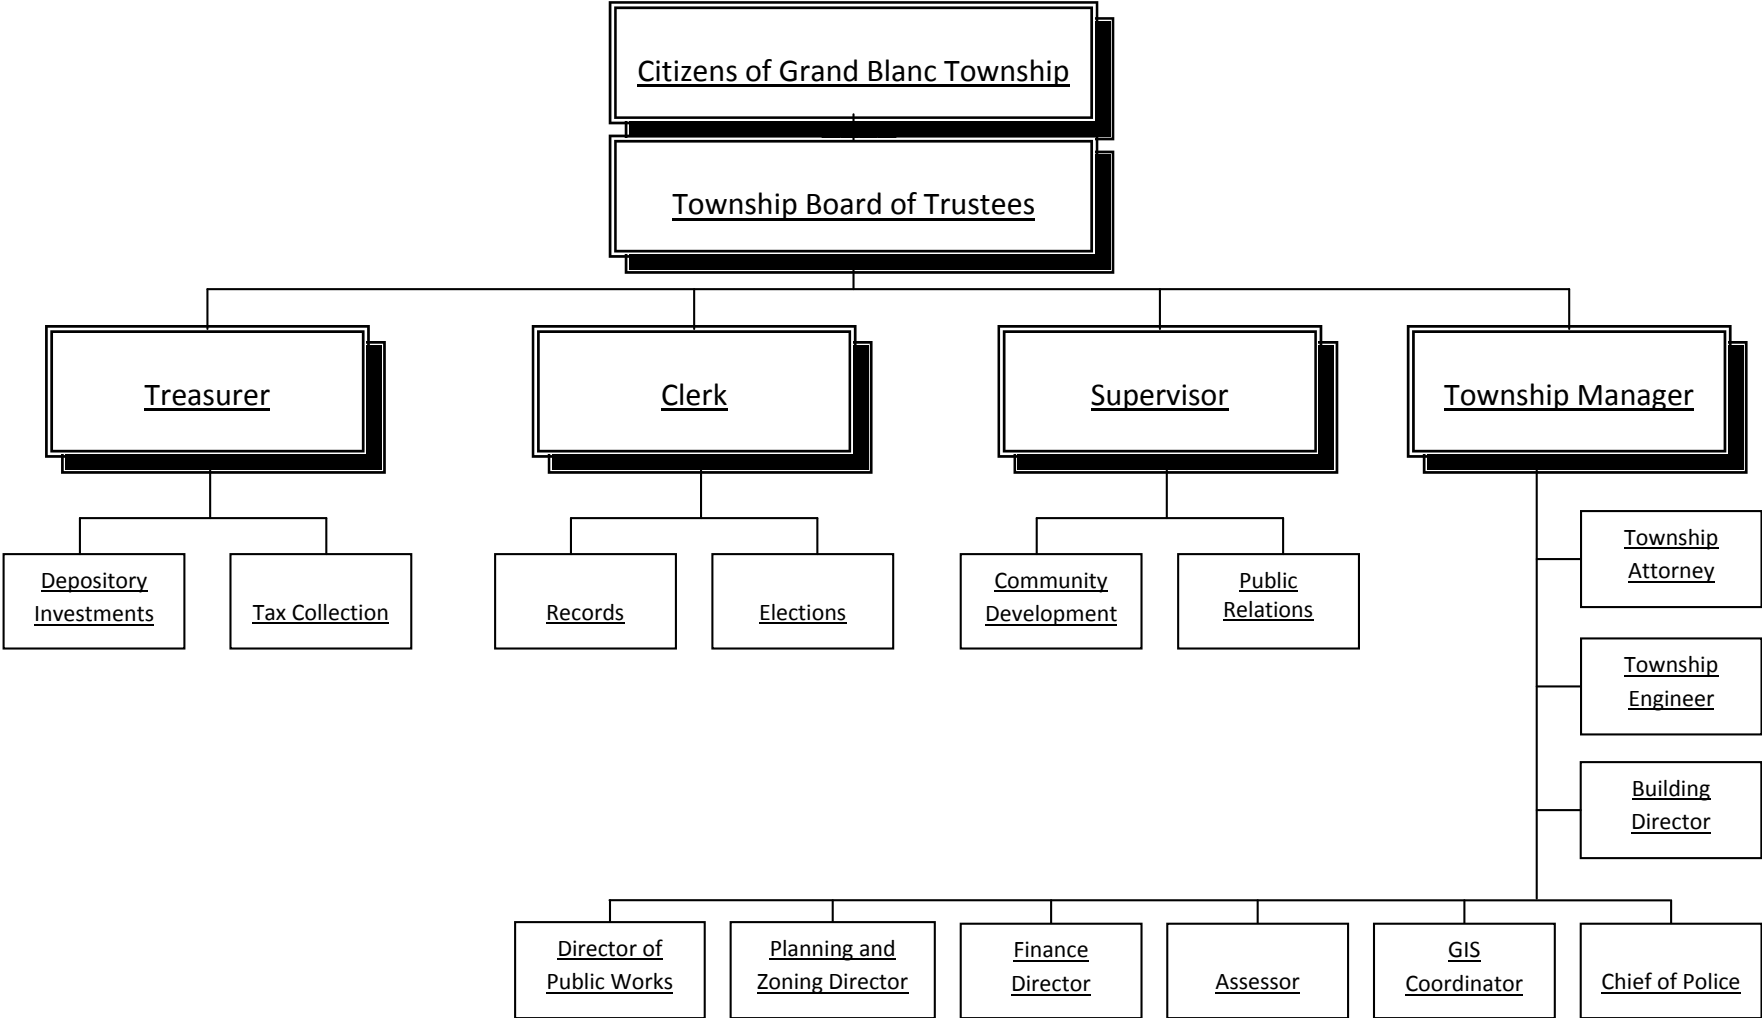 Citizens of Grand Blanc Township
Township Board of Trustees
Treasurer
Clerk
Supervisor
Township Manager
Depository
Investments
Tax Collection
Records
Elections
Community
Development
Public
Relations
Township
Attorney
Township
Engineer
Building
Director
Director of
Public Works
Planning and
Zoning Director
Finance
Director
Assessor
GIS
Coordinator
Chief of Police